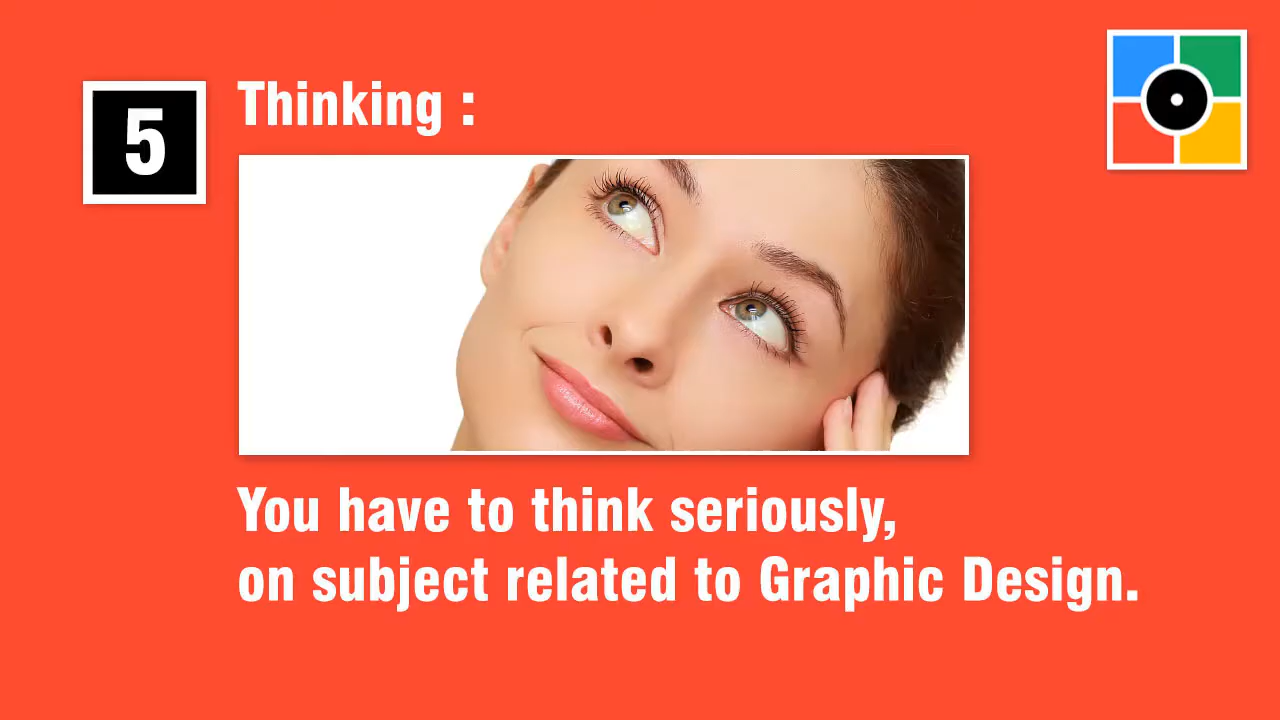 5
Thinking :
You have to think seriously,
on subject related to Graphic Design.